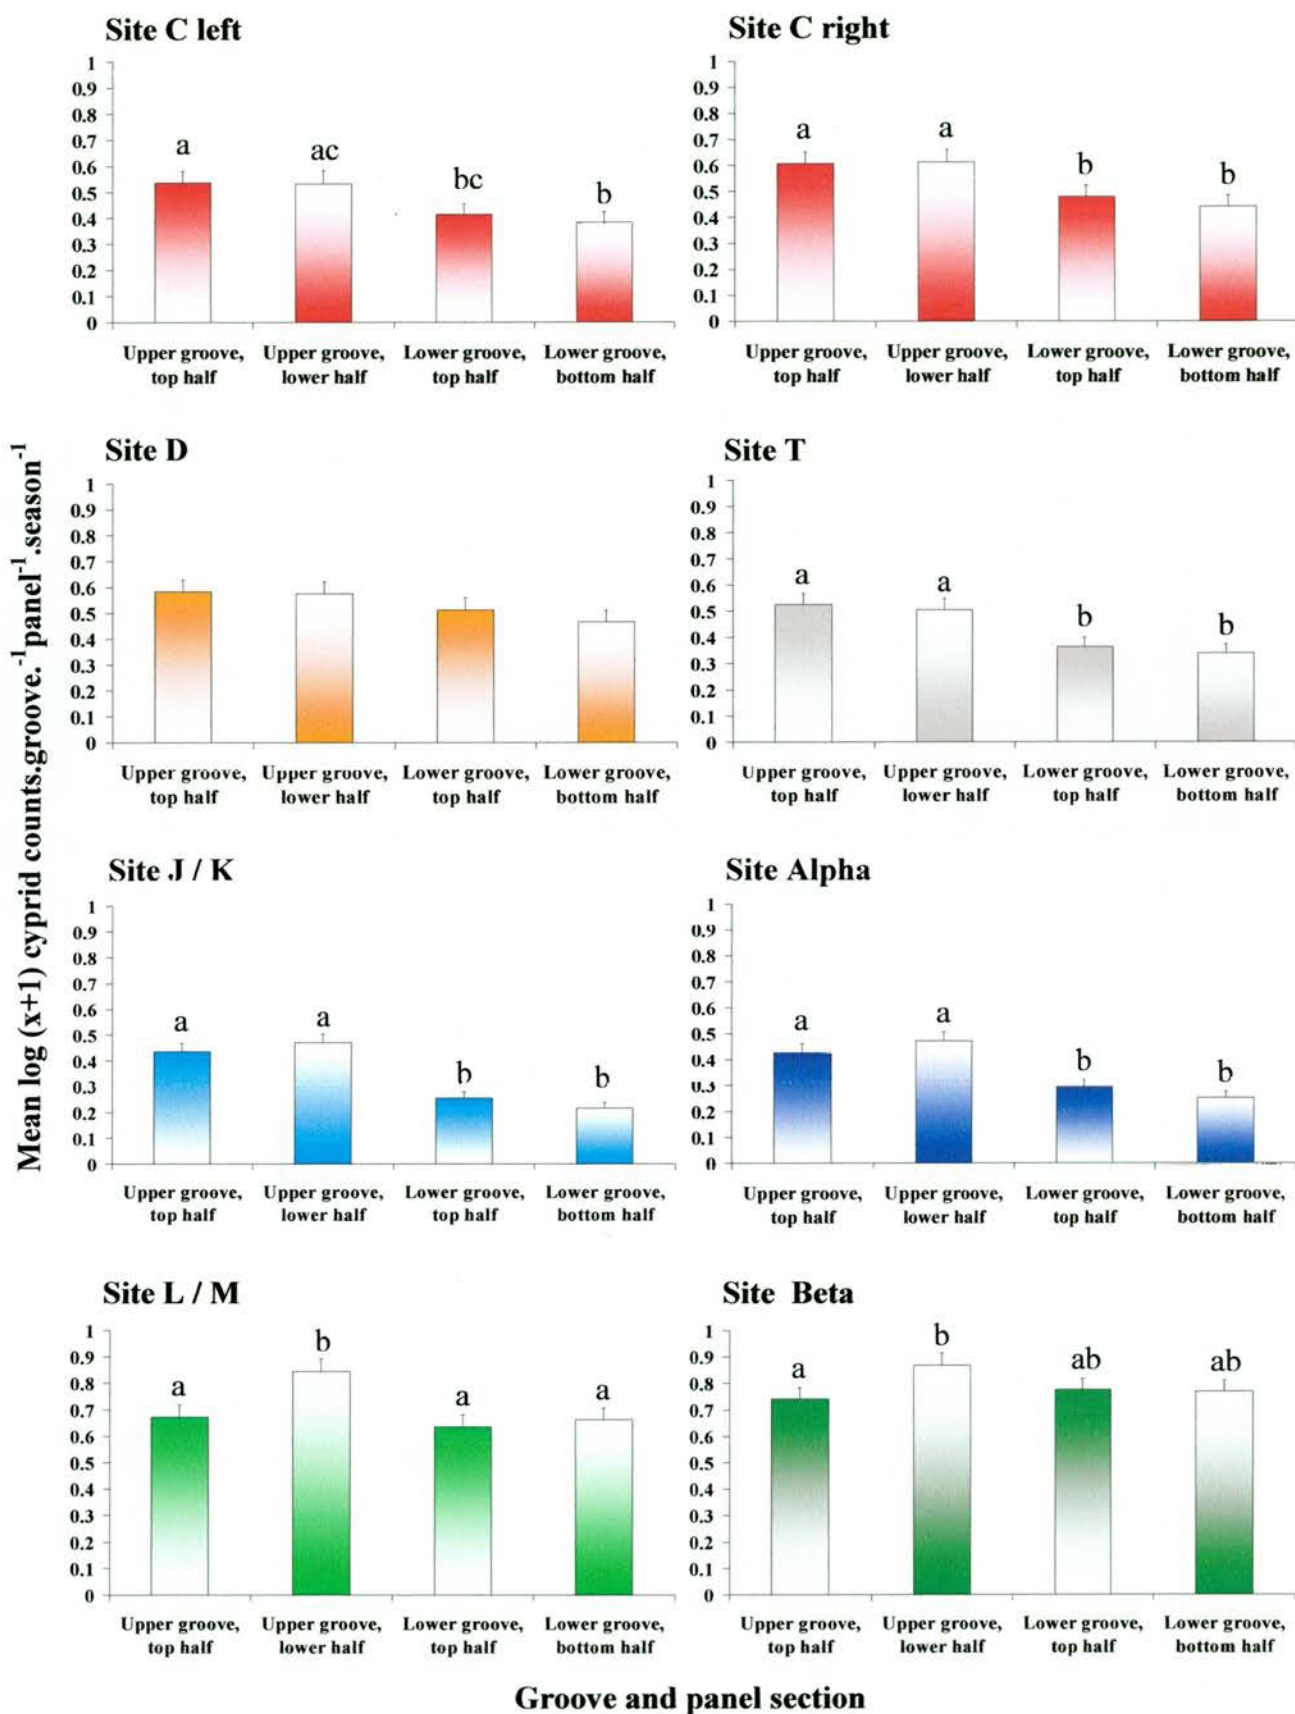 Mean log (x+1) cyprid counts.groove.⁻¹panel⁻¹.season⁻¹
Site C left
1
0.9
0.8
0.7
0.6
0.5
0.4
0.3
0.2
0.1
0
a
ac
bc
b
Upper groove, Upper groove, Lower groove, Lower groove,
top half lower half top half bottom half
Site C right
1
0.9
0.8
0.7
0.6
0.5
0.4
0.3
0.2
0.1
0
a
a
b
b
Upper groove, Upper groove, Lower groove, Lower groove,
top half lower half top half bottom half
Site D
1
0.9
0.8
0.7
0.6
0.5
0.4
0.3
0.2
0.1
0
Upper groove, Upper groove, Lower groove, Lower groove,
top half lower half top half bottom half
Site T
1
0.9
0.8
0.7
0.6
0.5
0.4
0.3
0.2
0.1
0
a
a
b
b
Upper groove, Upper groove, Lower groove, Lower groove,
top half lower half top half bottom half
Site J / K
1
0.9
0.8
0.7
0.6
0.5
0.4
0.3
0.2
0.1
0
a
a
b
b
Upper groove, Upper groove, Lower groove, Lower groove,
top half lower half top half bottom half
Site Alpha
1
0.9
0.8
0.7
0.6
0.5
0.4
0.3
0.2
0.1
0
a
a
b
b
Upper groove, Upper groove, Lower groove, Lower groove,
top half lower half top half bottom half
Site L / M
1
0.9
0.8
0.7
0.6
0.5
0.4
0.3
0.2
0.1
0
a
b
a
a
Upper groove, Upper groove, Lower groove, Lower groove,
top half lower half top half bottom half
Site Beta
1
0.9
0.8
0.7
0.6
0.5
0.4
0.3
0.2
0.1
0
a
b
ab
ab
Upper groove, Upper groove, Lower groove, Lower groove,
top half lower half top half bottom half
Groove and panel section